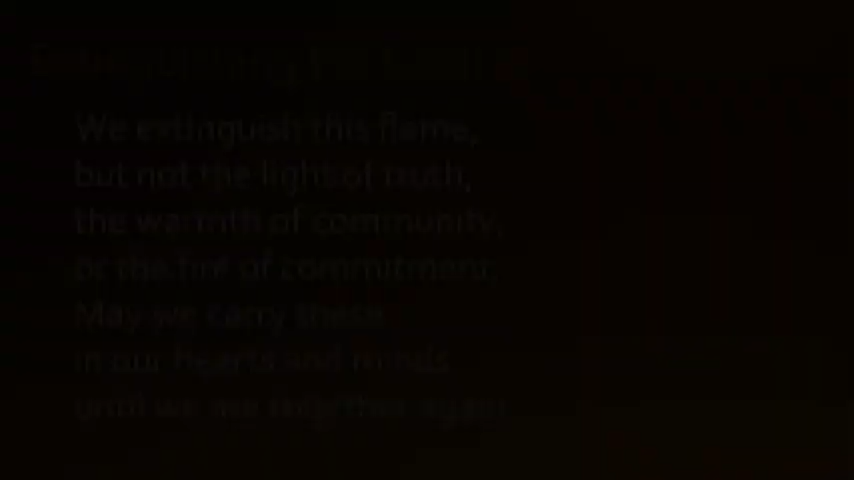 We extinguish this flame,
but not the light of truth,
the warmth of community,
or the fire of commitment.
May we carry these
in our hearts and minds
until we are together again.